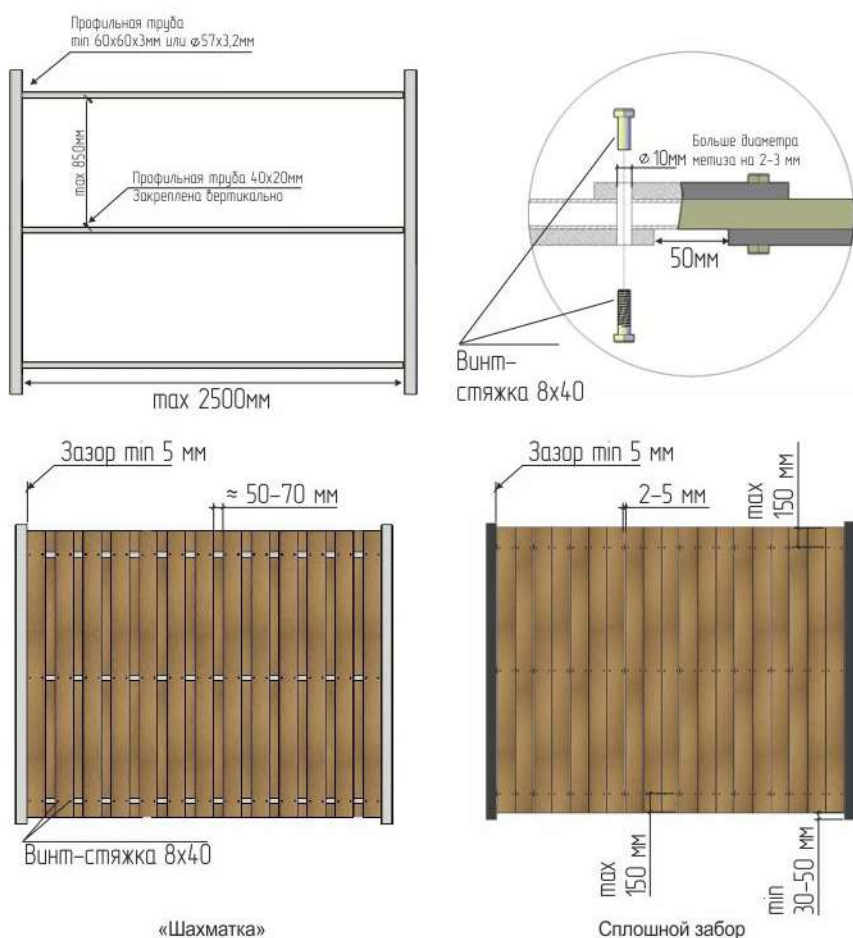 Профильная труба
min 60х60х3мм или ⌀57х3,2мм
max 850мм
Профильная труба 40х20мм
Закреплена вертикально
max 2500мм
⌀ 10мм
Больше диаметра
метиза на 2-3 мм
50мм
Винт-
стяжка 8х40
Зазор min 5 мм
≈ 50-70 мм
Винт-стяжка 8х40
«Шахматка»
Зазор min 5 мм
2-5 мм
max
150 мм
max
150 мм
min
30-50 мм
Сплошной забор